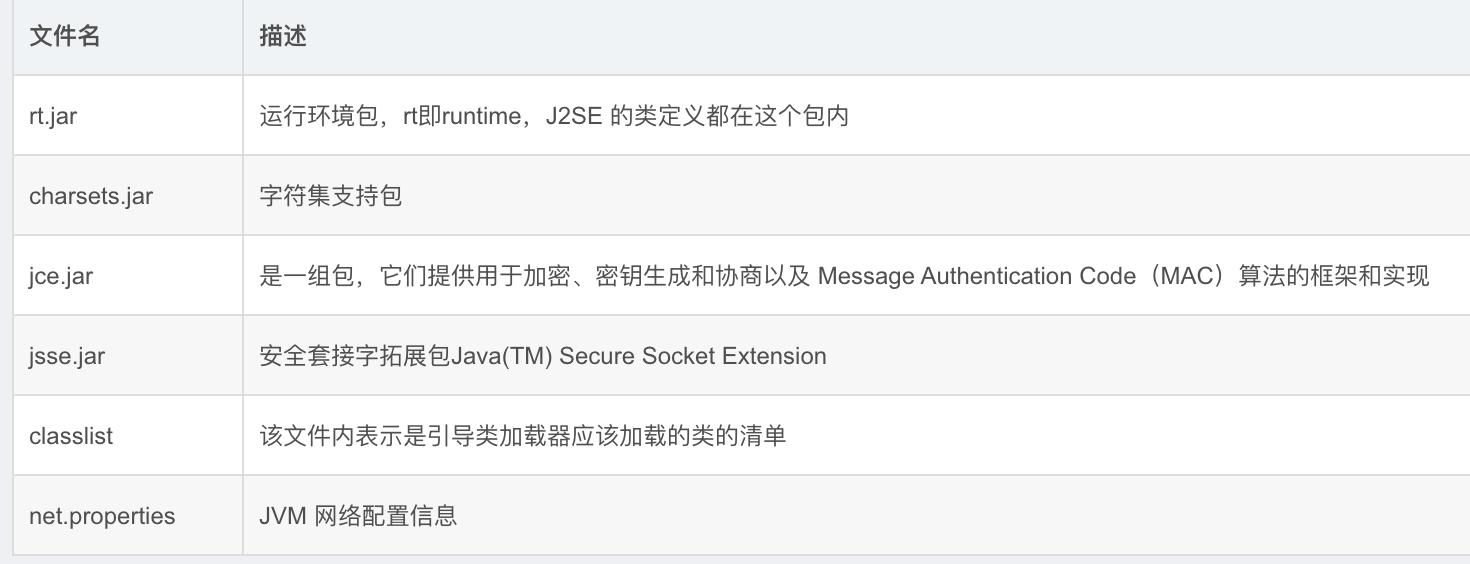 文件名 描述
rt.jar 运行环境包，rt即runtime，J2SE 的类定义都在这个包内
charsets.jar 字符集支持包
jce.jar 是一组包，它们提供用于加密、密钥生成和协商以及 Message Authentication Code（MAC）算法的框架和实现
jsse.jar 安全套接字拓展包Java(TM) Secure Socket Extension
classlist 该文件内表示是引导类加载器应该加载的类的清单
net.properties JVM 网络配置信息